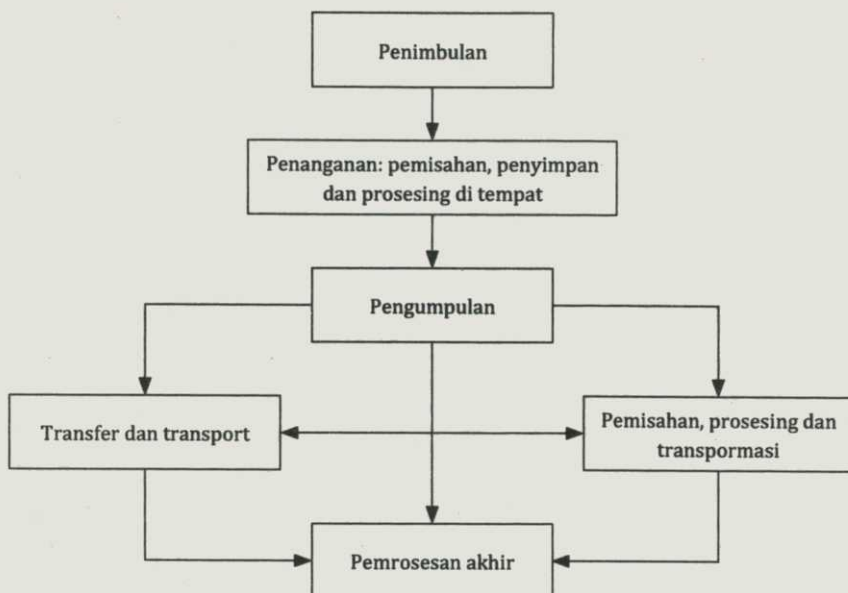 Penimbulan
Penanganan: pemisahan, penyimpan
dan prosesing di tempat
Pengumpulan
Transfer dan transport
Pemisahan, prosesing dan
transpormasi
Pemrosesan akhir